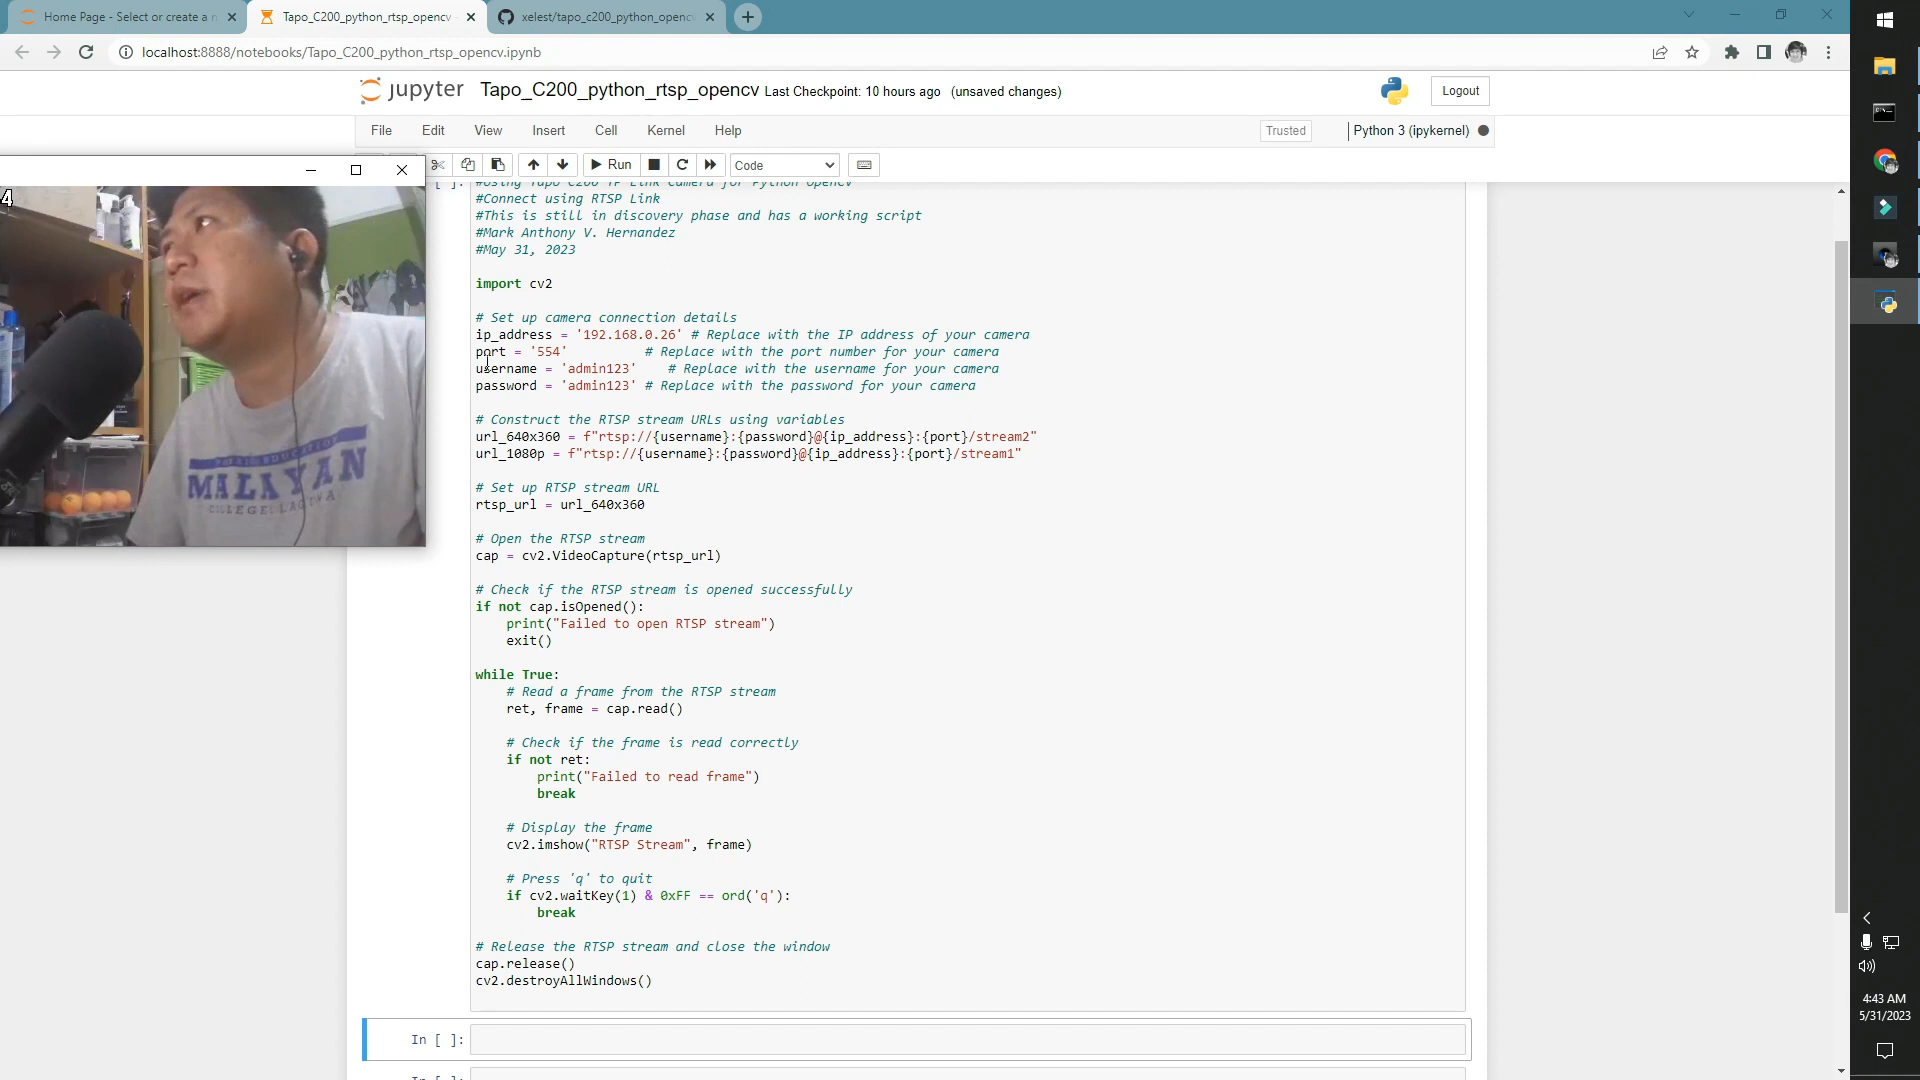 Home Page - Select or create a n
Tapo_C200_python_rtsp_opencv
xelest/tapo_c200_python_openc
localhost:8888/notebooks/Tapo_C200_python_rtsp_opencv.ipynb
jupyter
Tapo_C200_python_rtsp_opencv Last Checkpoint: 10 hours ago (unsaved changes)
Logout
File Edit View Insert Cell Kernel Help
Trusted
Python 3 (ipykernel)
Run
Code
#Using Tapo C200 TP Link Camera for Python OpenCV
#Connect using RTSP Link
#This is still in discovery phase and has a working script
#Mark Anthony V. Hernandez
#May 31, 2023
import cv2
# Set up camera connection details
ip_address = '192.168.0.26' # Replace with the IP address of your camera
port = '554' # Replace with the port number for your camera
username = 'admin123' # Replace with the username for your camera
password = 'admin123' # Replace with the password for your camera
# Construct the RTSP stream URLs using variables
url_640x360 = f"rtsp://{username}:{password}@{ip_address}:{port}/stream2"
url_1080p = f"rtsp://{username}:{password}@{ip_address}:{port}/stream1"
# Set up RTSP stream URL
rtsp_url = url_640x360
# Open the RTSP stream
cap = cv2.VideoCapture(rtsp_url)
# Check if the RTSP stream is opened successfully
if not cap.isOpened():
print("Failed to open RTSP stream")
exit()
while True:
# Read a frame from the RTSP stream
ret, frame = cap.read()
# Check if the frame is read correctly
if not ret:
print("Failed to read frame")
break
# Display the frame
cv2.imshow("RTSP Stream", frame)
# Press 'q' to quit
if cv2.waitKey(1) & 0xFF == ord('q'):
break
# Release the RTSP stream and close the window
cap.release()
cv2.destroyAllWindows()
In [ ]:
4
MALAYAN
4:43 AM
5/31/2023